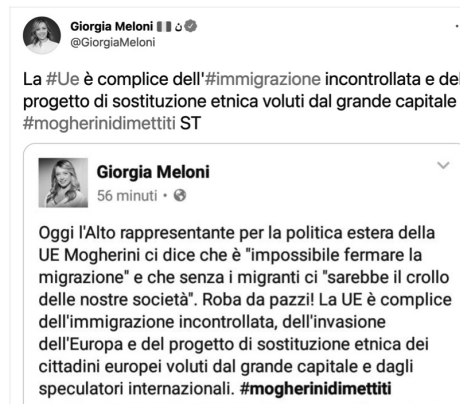 Giorgia Meloni 🇮🇹 ن
@GiorgiaMeloni
La #Ue è complice dell'#immigrazione incontrollata e del
progetto di sostituzione etnica voluti dal grande capitale
#mogherinidimettiti ST
Giorgia Meloni
56 minuti ·
Oggi l'Alto rappresentante per la politica estera della
UE Mogherini ci dice che è "impossibile fermare la
migrazione" e che senza i migranti ci "sarebbe il crollo
delle nostre società". Roba da pazzi! La UE è complice
dell'immigrazione incontrollata, dell'invasione
dell'Europa e del progetto di sostituzione etnica dei
cittadini europei voluti dal grande capitale e dagli
speculatori internazionali. #mogherinidimettiti